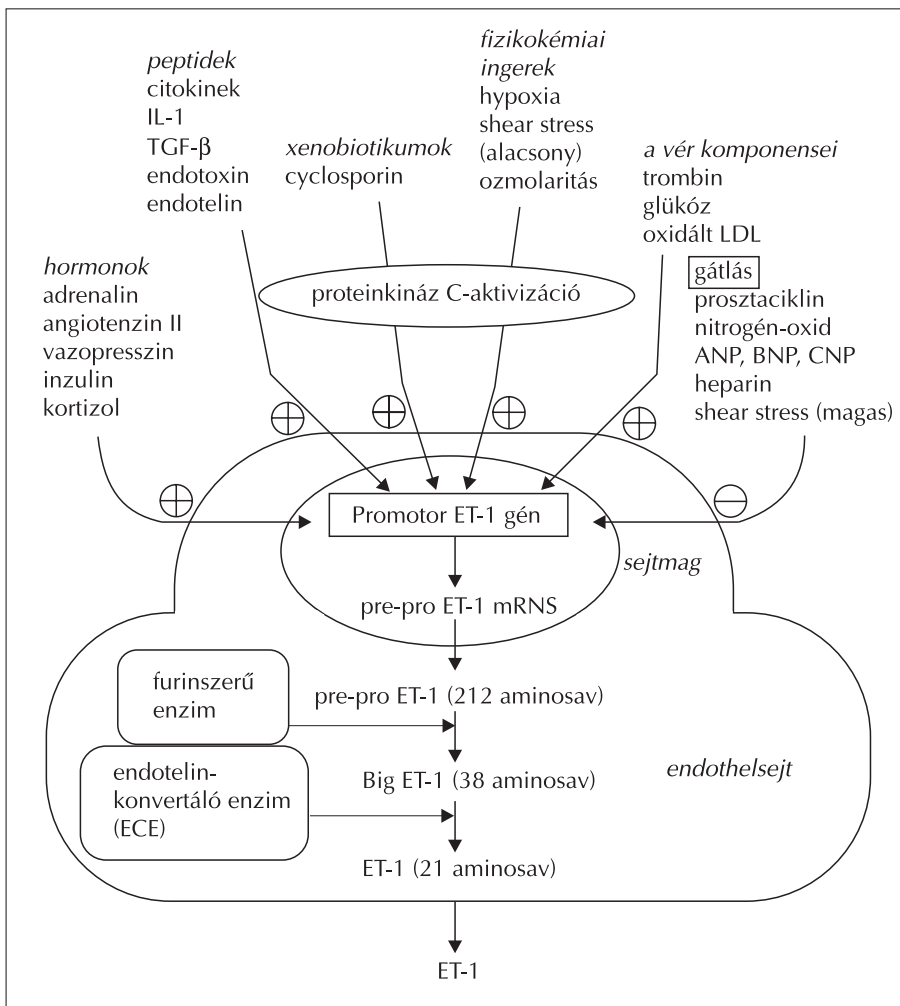 peptidek
citokinek
IL-1
TGF-β
endotoxin
endotelin
xenobiotikumok
cyclosporin
fizikokémiai
ingerek
hypoxia
shear stress
(alacsony)
ozmolaritás
a vér komponensei
trombin
glükóz
oxidált LDL
hormonok
adrenalin
angiotenzin II
vazopresszin
inzulin
kortizol
proteinkináz C-aktivizáció
gátlás
prosztaciklin
nitrogén-oxid
ANP, BNP, CNP
heparin
shear stress (magas)
Promotor ET-1 gén
sejtmag
pre-pro ET-1 mRNS
furinszerű
enzim
pre-pro ET-1 (212 aminosav)
endotelin-
konvertáló enzim
(ECE)
Big ET-1 (38 aminosav)
endothelsejt
ET-1 (21 aminosav)
ET-1